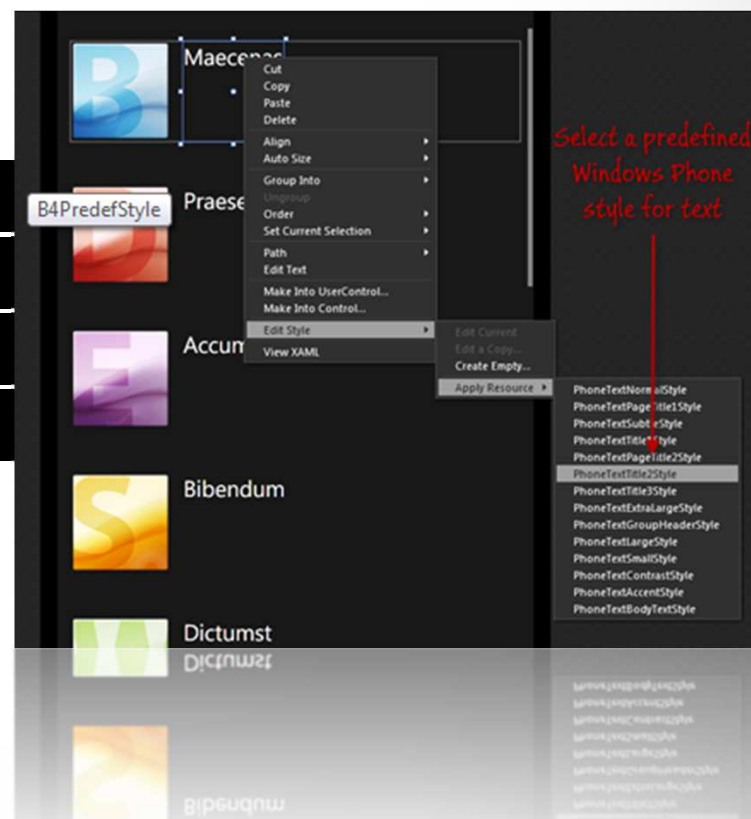 Maecenas
Cut
Copy
Paste
Delete
Align
Auto Size
Group Into
Ungroup
Order
Set Current Selection
Path
Edit Text
Make Into UserControl...
Make Into Control...
Edit Style
View XAML
Edit Current
Edit a Copy...
Create Empty...
Apply Resource
PhoneTextNormalStyle
PhoneTextPageTitle1Style
PhoneTextSubtleStyle
PhoneTextTitle1Style
PhoneTextPageTitle2Style
PhoneTextTitle2Style
PhoneTextTitle3Style
PhoneTextExtraLargeStyle
PhoneTextGroupHeaderStyle
PhoneTextLargeStyle
PhoneTextSmallStyle
PhoneTextContrastStyle
PhoneTextAccentStyle
PhoneTextBodyTextStyle
Select a predefined
Windows Phone
style for text
B4PredefStyle
Praese
Accum
Bibendum
Dictumst
B
D
E
S
W